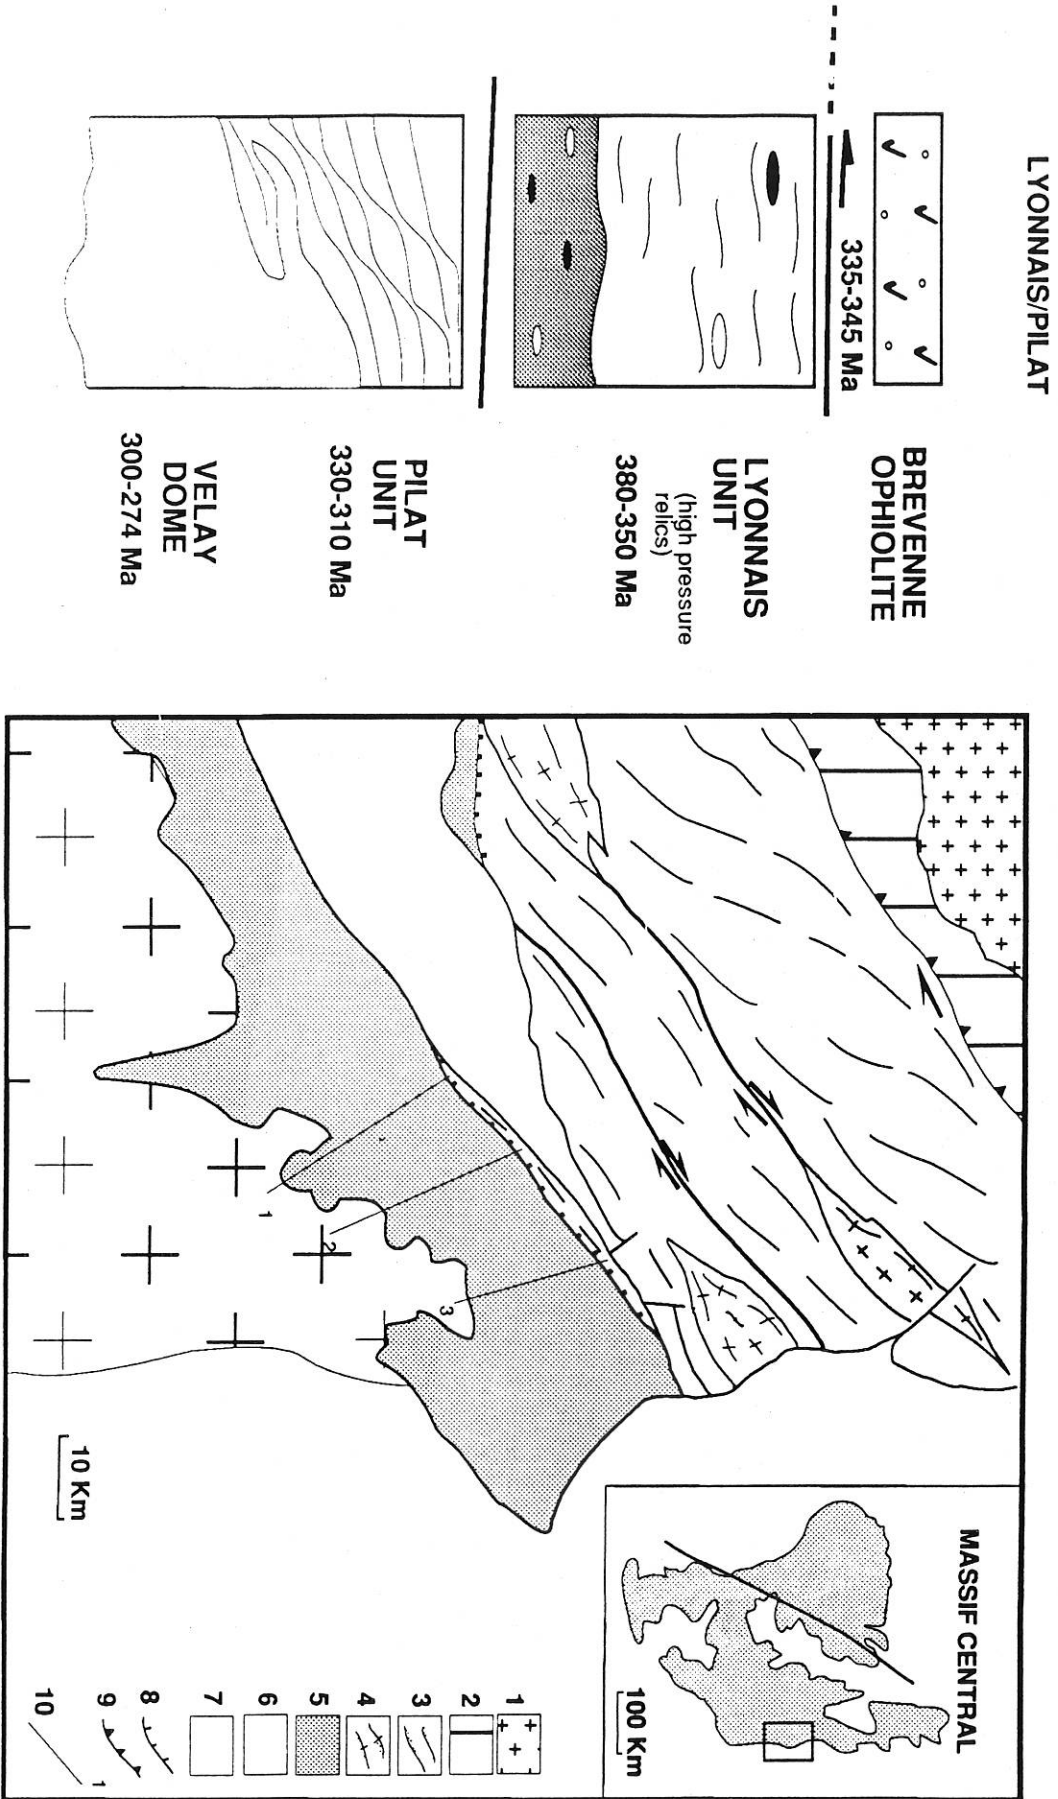 LYONNAIS/PILAT
335-345 Ma
BREVENNE
OPHIOLITE
LYONNAIS
UNIT
(high pressure
relics)
380-350 Ma
PILAT
UNIT
330-310 Ma
VELAY
DOME
300-274 Ma
1
2
3
10 Km
MASSIF CENTRAL
100 Km
1
2
3
4
5
6
7
8
9
10
1